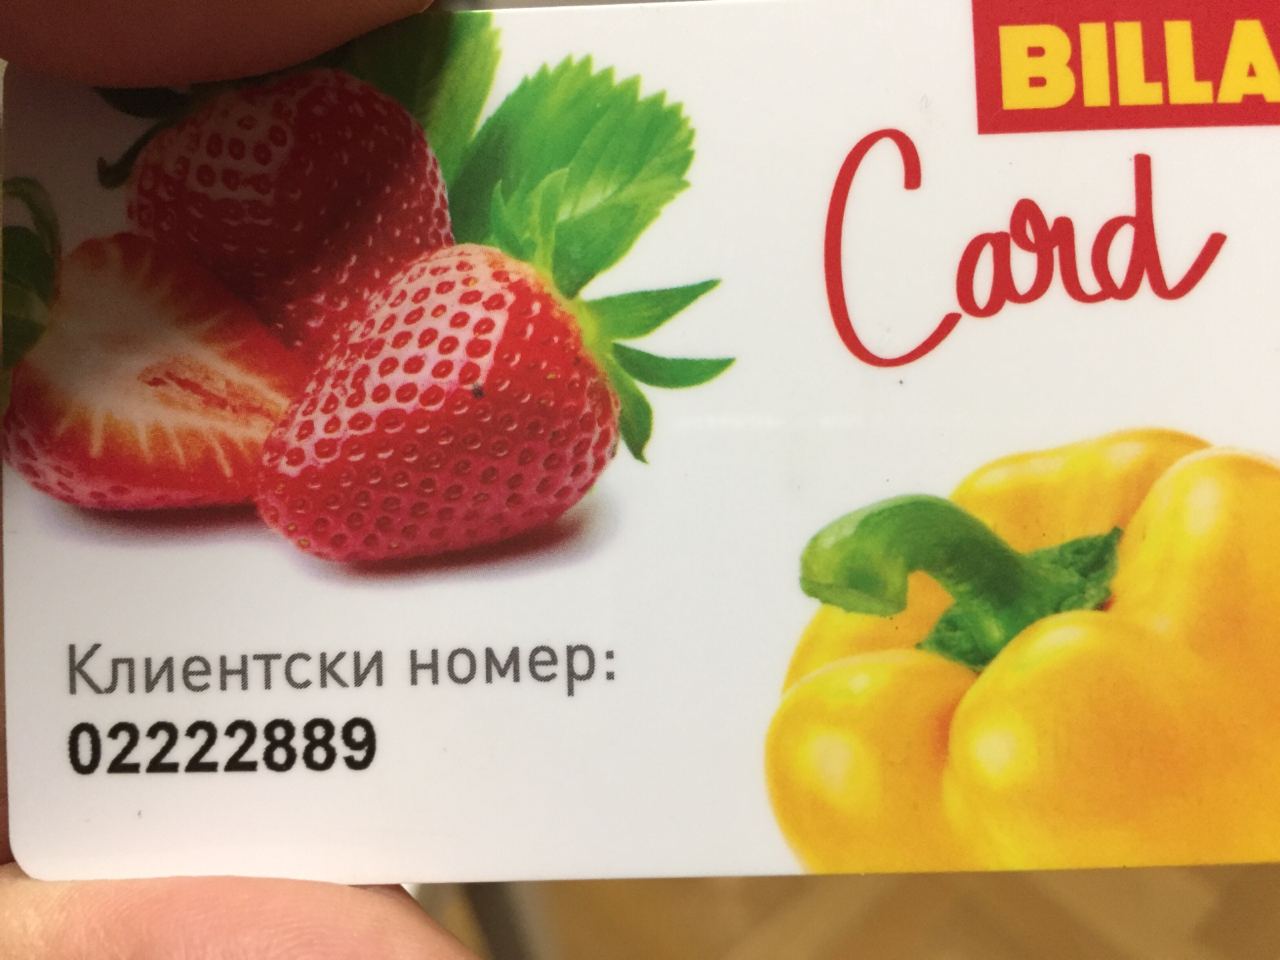 BILLA
Card
Клиентски номер:
02222889